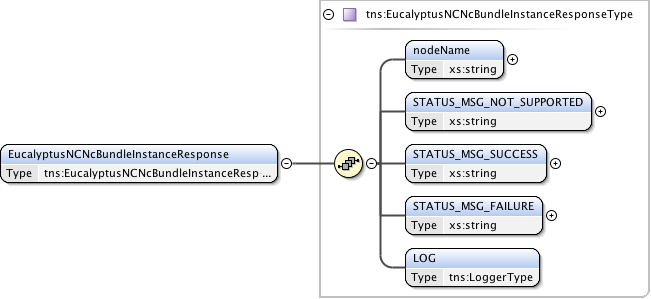 tns:EucalyptusNCNcBundleInstanceResponseType
nodeName
Type xs:string
STATUS_MSG_NOT_SUPPORTED
Type xs:string
EucalyptusNCNcBundleInstanceResponse
Type tns:EucalyptusNCNcBundleInstanceResp ...
STATUS_MSG_SUCCESS
Type xs:string
STATUS_MSG_FAILURE
Type xs:string
LOG
Type tns:LoggerType